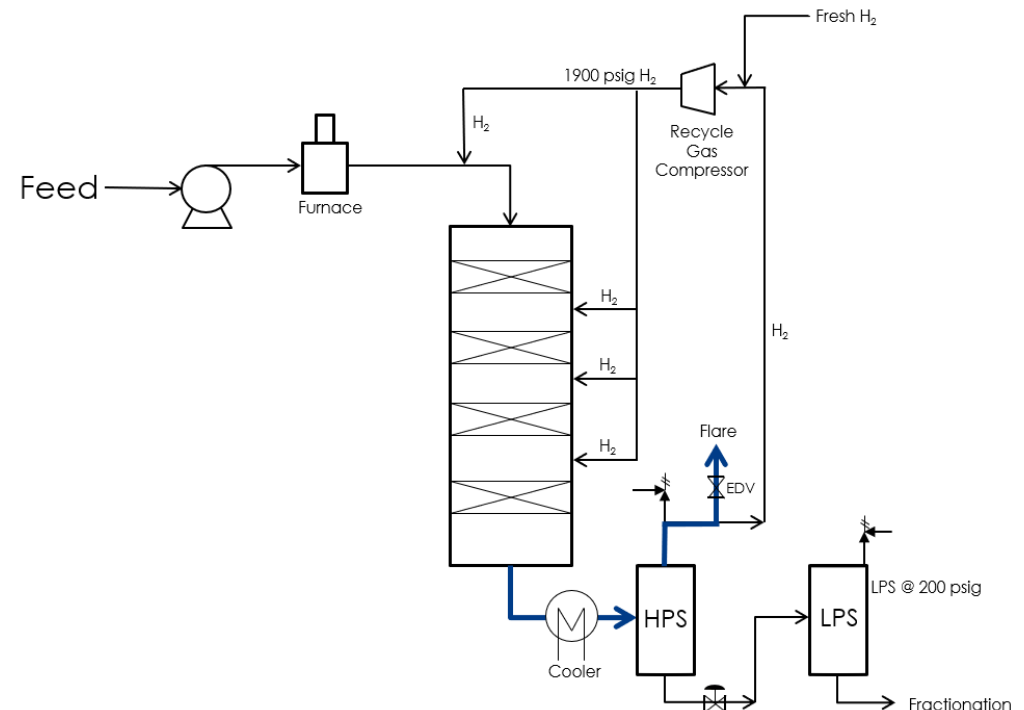 Fresh H₂
1900 psig H₂
H₂
Recycle
Gas
Compressor
Feed
Furnace
H₂
H₂
H₂
H₂
Flare
EDV
HPS
LPS
LPS @ 200 psig
Cooler
Fractionation